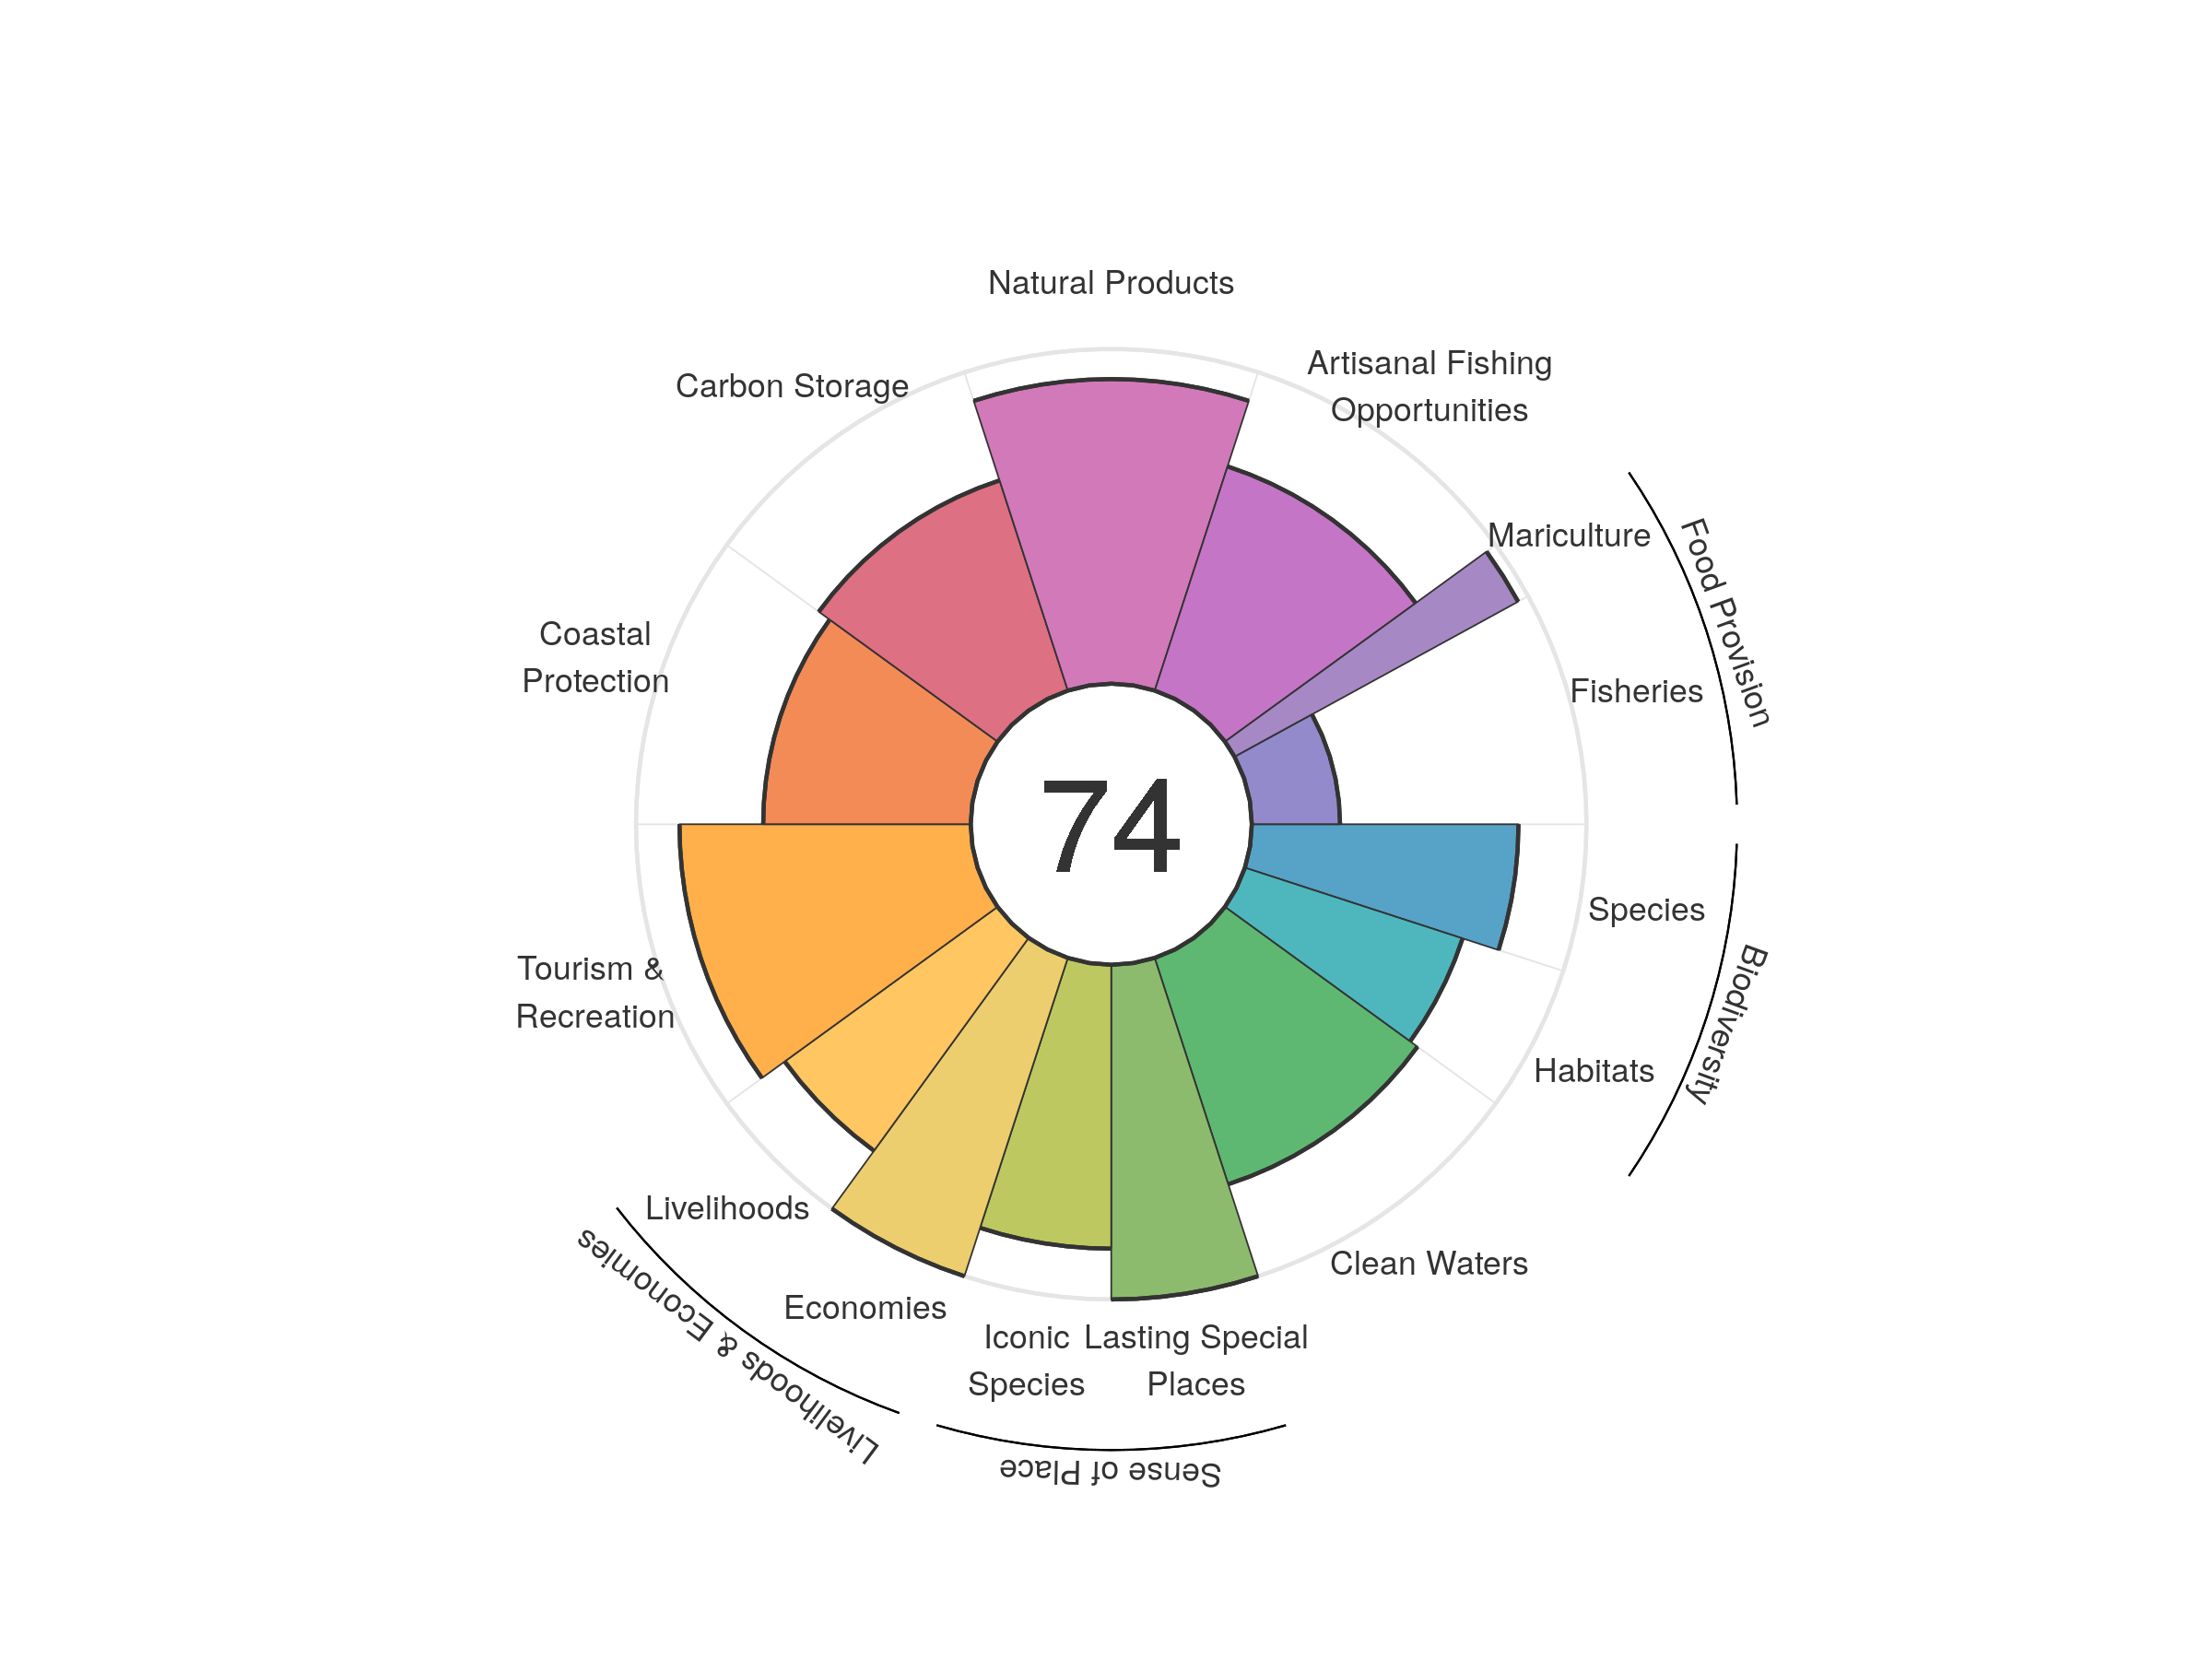 Natural Products
Artisanal Fishing
Opportunities
Carbon Storage
Mariculture
Food Provision
Fisheries
Coastal
Protection
74
Species
Biodiversity
Habitats
Tourism &
Recreation
Livelihoods
Clean Waters
Economies
Iconic
Species
Lasting Special
Places
Livelihoods & Economies
Sense of Place